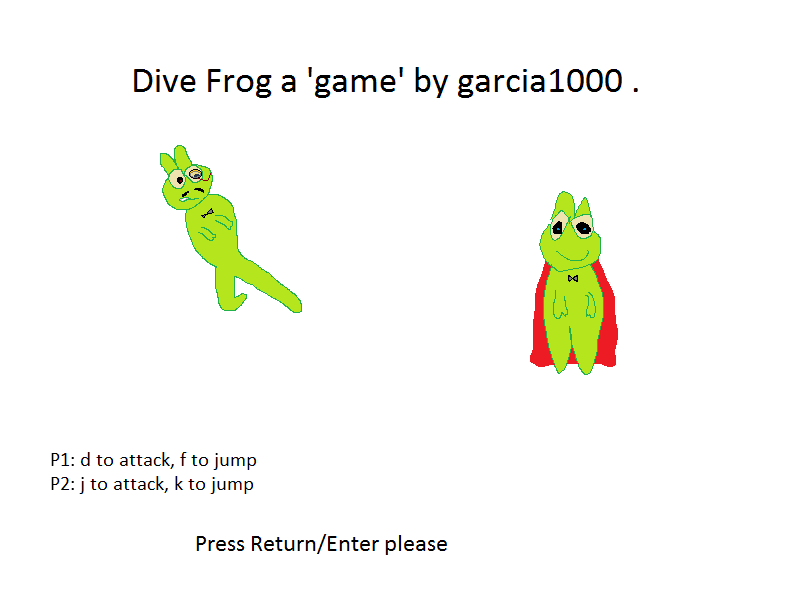 Dive Frog a 'game' by garcia1000 .
P1: d to attack, f to jump
P2: j to attack, k to jump
Press Return/Enter please